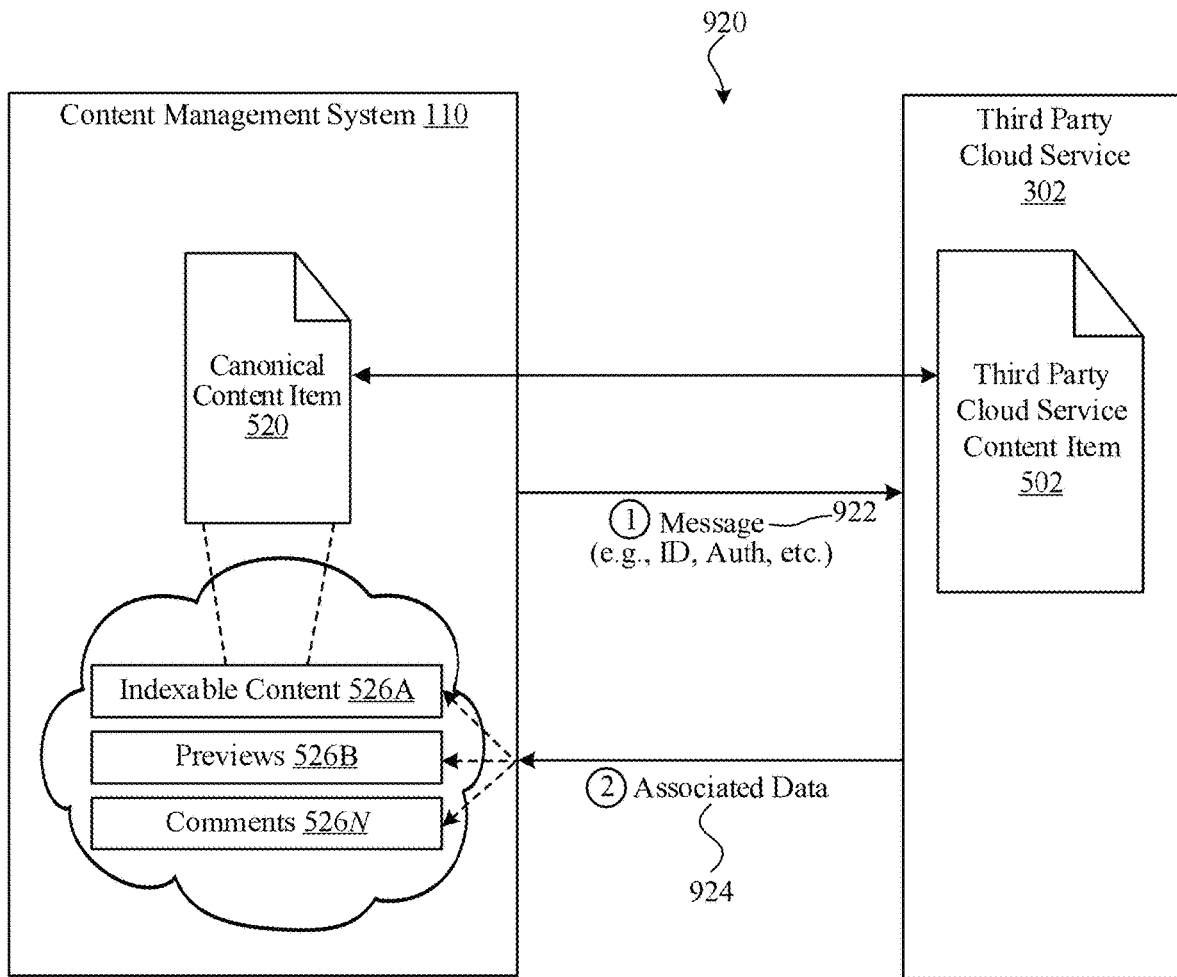 920
Content Management System 110
Third Party
Cloud Service
302
Canonical
Content Item
520
Third Party
Cloud Service
Content Item
502
1 Message 922
(e.g., ID, Auth, etc.)
Indexable Content 526A
Previews 526B
Comments 526N
2 Associated Data
924